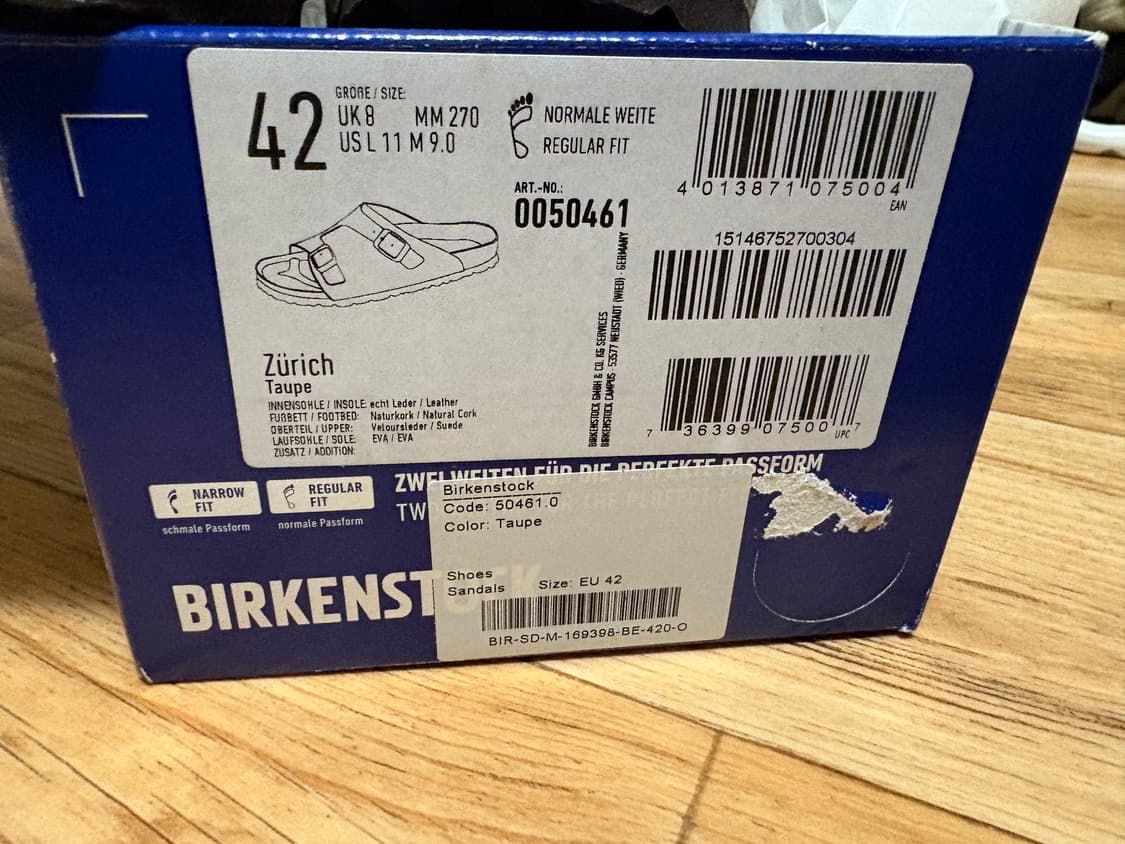 42
GRÖßE / SIZE:
UK 8 MM 270
US L 11 M 9.0
NORMALE WEITE
REGULAR FIT
ART.-NO.:
0050461
4 013871 075004
EAN
15146752700304
7 36399 07500 7
UPC
BIRKENSTOCK GMBH & CO. KG SERVICES
BIRKENSTOCK CAMPUS · 53577 NEUSTADT (WIED) · GERMANY
Zürich
Taupe
INNENSOHLE / INSOLE: echt Leder / Leather
FUßBETT / FOOTBED: Naturkork / Natural Cork
OBERTEIL / UPPER: Veloursleder / Suede
LAUFSOHLE / SOLE: EVA / EVA
ZUSATZ / ADDITION:
NARROW FIT
schmale Passform
REGULAR FIT
normale Passform
ZWEI WEITEN FÜR DIE PERFEKTE PASSFORM
BIRKENSTOCK
Birkenstock
Code: 50461.0
Color: Taupe
Shoes
Sandals Size: EU 42
BIR-SD-M-169398-BE-420-O